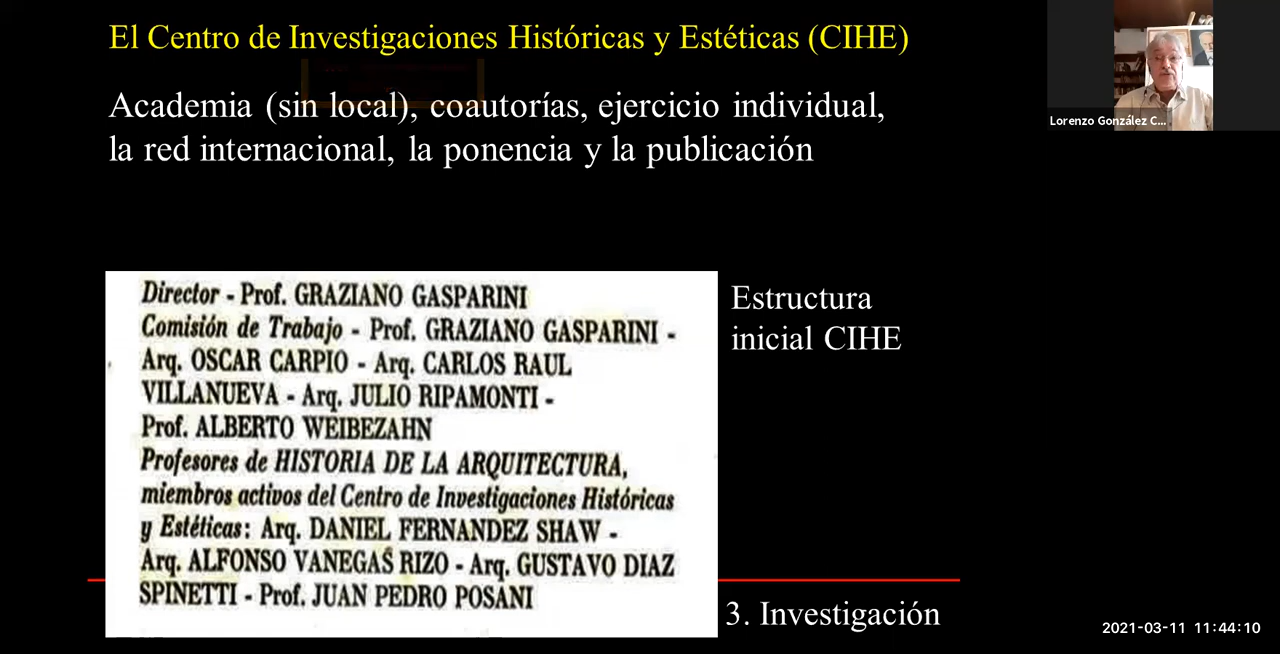 El Centro de Investigaciones Históricas y Estéticas (CIHE)
Academia (sin local), coautorías, ejercicio individual,
la red internacional, la ponencia y la publicación
Lorenzo González C...
Director - Prof. GRAZIANO GASPARINI
Comisión de Trabajo - Prof. GRAZIANO GASPARINI -
Arq. OSCAR CARPIO - Arq. CARLOS RAUL
VILLANUEVA - Arq. JULIO RIPAMONTI -
Prof. ALBERTO WEIBEZAHN
Profesores de HISTORIA DE LA ARQUITECTURA,
miembros activos del Centro de Investigaciones Históricas
y Estéticas: Arq. DANIEL FERNANDEZ SHAW -
Arq. ALFONSO VANEGAS RIZO - Arq. GUSTAVO DIAZ
SPINETTI - Prof. JUAN PEDRO POSANI
Estructura
inicial CIHE
3. Investigación
2021-03-11 11:44:10